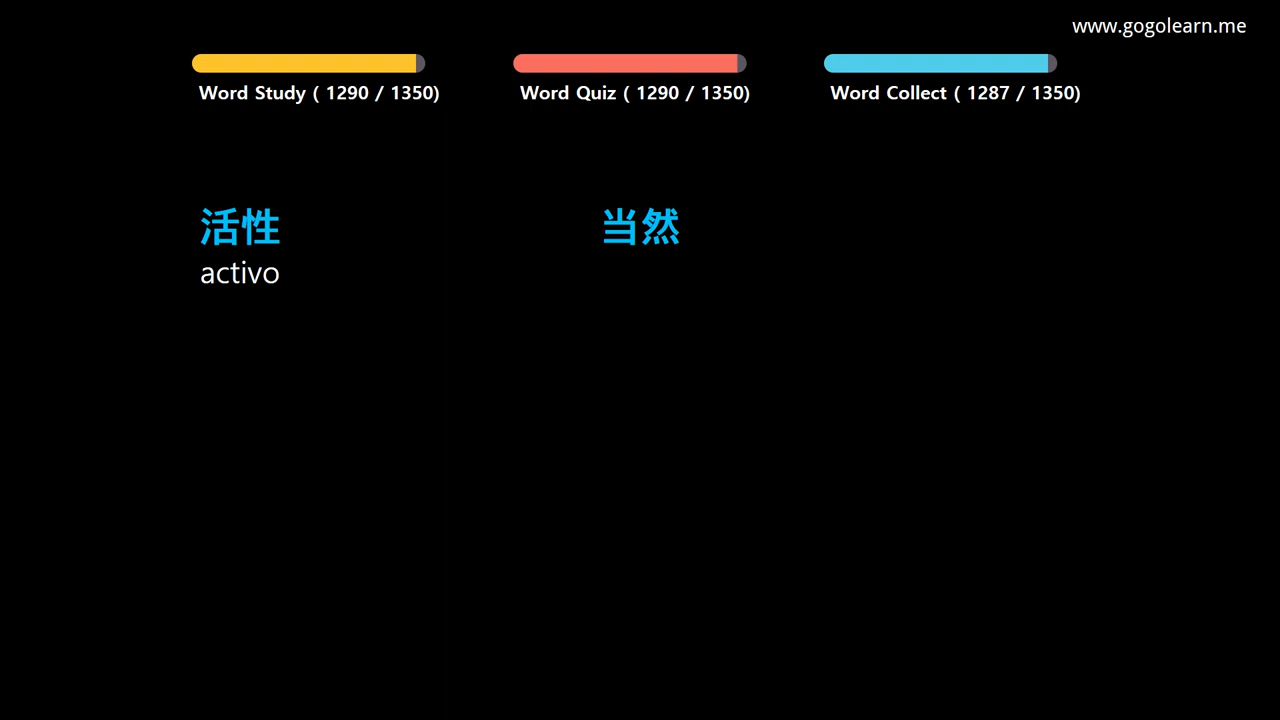 www.gogolearn.me
Word Study ( 1290 / 1350)
Word Quiz ( 1290 / 1350)
Word Collect ( 1287 / 1350)
活性
activo
当然